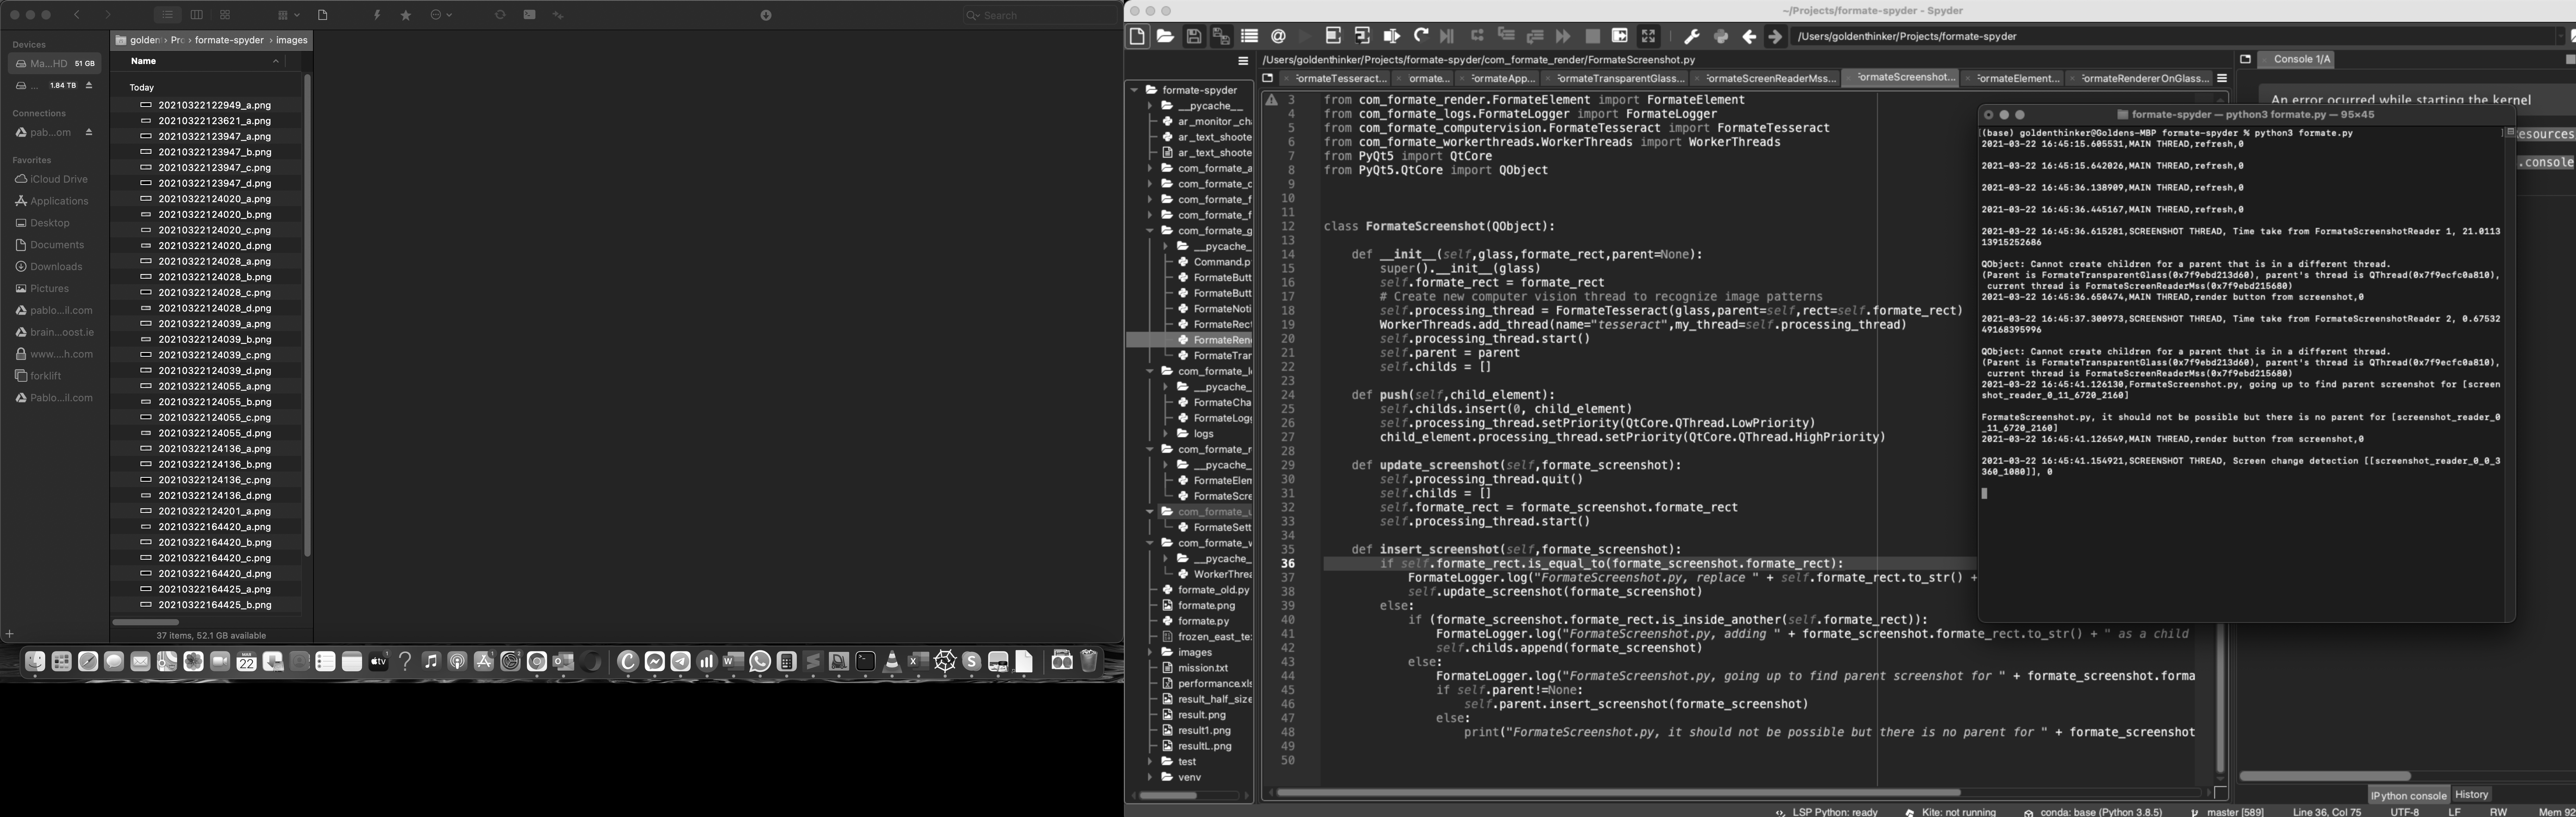 Search
Devices
Ma...HD 51 GB
... 1.84 TB
Connections
pab...om
Favorites
iCloud Drive
Applications
Desktop
Documents
Downloads
Pictures
pablo...il.com
brain...oost.ie
www....h.com
forklift
Pablo...il.com
golden › Pro › formate-spyder › images
Name
Today
20210322122949_a.png
20210322123621_a.png
20210322123947_a.png
20210322123947_b.png
20210322123947_c.png
20210322123947_d.png
20210322124020_a.png
20210322124020_b.png
20210322124020_c.png
20210322124020_d.png
20210322124028_a.png
20210322124028_b.png
20210322124028_c.png
20210322124028_d.png
20210322124039_a.png
20210322124039_b.png
20210322124039_c.png
20210322124039_d.png
20210322124055_a.png
20210322124055_b.png
20210322124055_c.png
20210322124055_d.png
20210322124136_a.png
20210322124136_b.png
20210322124136_c.png
20210322124136_d.png
20210322124201_a.png
20210322164420_a.png
20210322164420_b.png
20210322164420_c.png
20210322164420_d.png
20210322164425_a.png
20210322164425_b.png
37 items, 52.1 GB available
MAR
22
~/Projects/formate-spyder - Spyder
/Users/goldenthinker/Projects/formate-spyder
/Users/goldenthinker/Projects/formate-spyder/com_formate_render/FormateScreenshot.py
formate-spyder
__pycache__
ar_monitor_ch
ar_text_shoote
ar_text_shoote
com_formate_a
com_formate_c
com_formate_f
com_formate_f
com_formate_g
__pycache_
Command.p
FormateButt
FormateButt
FormateNoti
FormateRect
FormateRen
FormateTrar
com_formate_l
__pycache_
FormateCha
FormateLogg
logs
com_formate_r
__pycache_
FormateElen
FormateScre
com_formate_u
FormateSett
com_formate_w
__pycache_
WorkerThrea
formate_old.py
formate.png
formate.py
frozen_east_te
images
mission.txt
performance.xls
result_half_size
result.png
result1.png
resultL.png
test
venv
FormateTesseract... formate... FormateApp... FormateTransparentGlass... FormateScreenReaderMss... FormateScreenshot... FormateElement... FormateRendererOnGlass...
3 from com_formate_render.FormateElement import FormateElement
4 from com_formate_logs.FormateLogger import FormateLogger
5 from com_formate_computervision.FormateTesseract import FormateTesseract
6 from com_formate_workerthreads.WorkerThreads import WorkerThreads
7 from PyQt5 import QtCore
8 from PyQt5.QtCore import QObject
9
10
11
12 class FormateScreenshot(QObject):
13
14 def __init__(self,glass,formate_rect,parent=None):
15 super().__init__(glass)
16 self.formate_rect = formate_rect
17 # Create new computer vision thread to recognize image patterns
18 self.processing_thread = FormateTesseract(glass,parent=self,rect=self.formate_rect)
19 WorkerThreads.add_thread(name="tesseract",my_thread=self.processing_thread)
20 self.processing_thread.start()
21 self.parent = parent
22 self.childs = []
23
24 def push(self,child_element):
25 self.childs.insert(0, child_element)
26 self.processing_thread.setPriority(QtCore.QThread.LowPriority)
27 child_element.processing_thread.setPriority(QtCore.QThread.HighPriority)
28
29 def update_screenshot(self,formate_screenshot):
30 self.processing_thread.quit()
31 self.childs = []
32 self.formate_rect = formate_screenshot.formate_rect
33 self.processing_thread.start()
34
35 def insert_screenshot(self,formate_screenshot):
36 if self.formate_rect.is_equal_to(formate_screenshot.formate_rect):
37 FormateLogger.log("FormateScreenshot.py, replace " + self.formate_rect.to_str() +
38 self.update_screenshot(formate_screenshot)
39 else:
40 if (formate_screenshot.formate_rect.is_inside_another(self.formate_rect)):
41 FormateLogger.log("FormateScreenshot.py, adding " + formate_screenshot.formate_rect.to_str() + " as a child
42 self.childs.append(formate_screenshot)
43 else:
44 FormateLogger.log("FormateScreenshot.py, going up to find parent screenshot for " + formate_screenshot.forma
45 if self.parent!=None:
46 self.parent.insert_screenshot(formate_screenshot)
47 else:
48 print("FormateScreenshot.py, it should not be possible but there is no parent for " + formate_screenshot
49
50
Console 1/A
An error ocurred while starting the kernel
esources
.console
formate-spyder — python3 formate.py — 95×45
(base) goldenthinker@Goldens-MBP formate-spyder % python3 formate.py
2021-03-22 16:45:15.605531,MAIN THREAD,refresh,0
2021-03-22 16:45:15.642026,MAIN THREAD,refresh,0
2021-03-22 16:45:36.138909,MAIN THREAD,refresh,0
2021-03-22 16:45:36.445167,MAIN THREAD,refresh,0
2021-03-22 16:45:36.615281,SCREENSHOT THREAD, Time take from FormateScreenshotReader 1, 21.0113
13915252686
QObject: Cannot create children for a parent that is in a different thread.
(Parent is FormateTransparentGlass(0x7f9ebd213d60), parent's thread is QThread(0x7f9ecfc0a810),
current thread is FormateScreenReaderMss(0x7f9ebd215680)
2021-03-22 16:45:36.650474,MAIN THREAD,render button from screenshot,0
2021-03-22 16:45:37.300973,SCREENSHOT THREAD, Time take from FormateScreenshotReader 2, 0.67532
49168395996
QObject: Cannot create children for a parent that is in a different thread.
(Parent is FormateTransparentGlass(0x7f9ebd213d60), parent's thread is QThread(0x7f9ecfc0a810),
current thread is FormateScreenReaderMss(0x7f9ebd215680)
2021-03-22 16:45:41.126130,FormateScreenshot.py, going up to find parent screenshot for [screen
shot_reader_0_11_6720_2160]
FormateScreenshot.py, it should not be possible but there is no parent for [screenshot_reader_0
_11_6720_2160]
2021-03-22 16:45:41.126549,MAIN THREAD,render button from screenshot,0
2021-03-22 16:45:41.154921,SCREENSHOT THREAD, Screen change detection [[screenshot_reader_0_0_3
360_1080]], 0
IPython console History
LSP Python: ready Kite: not running conda: base (Python 3.8.5) master [589] Line 36, Col 75 UTF-8 LF RW Mem 92